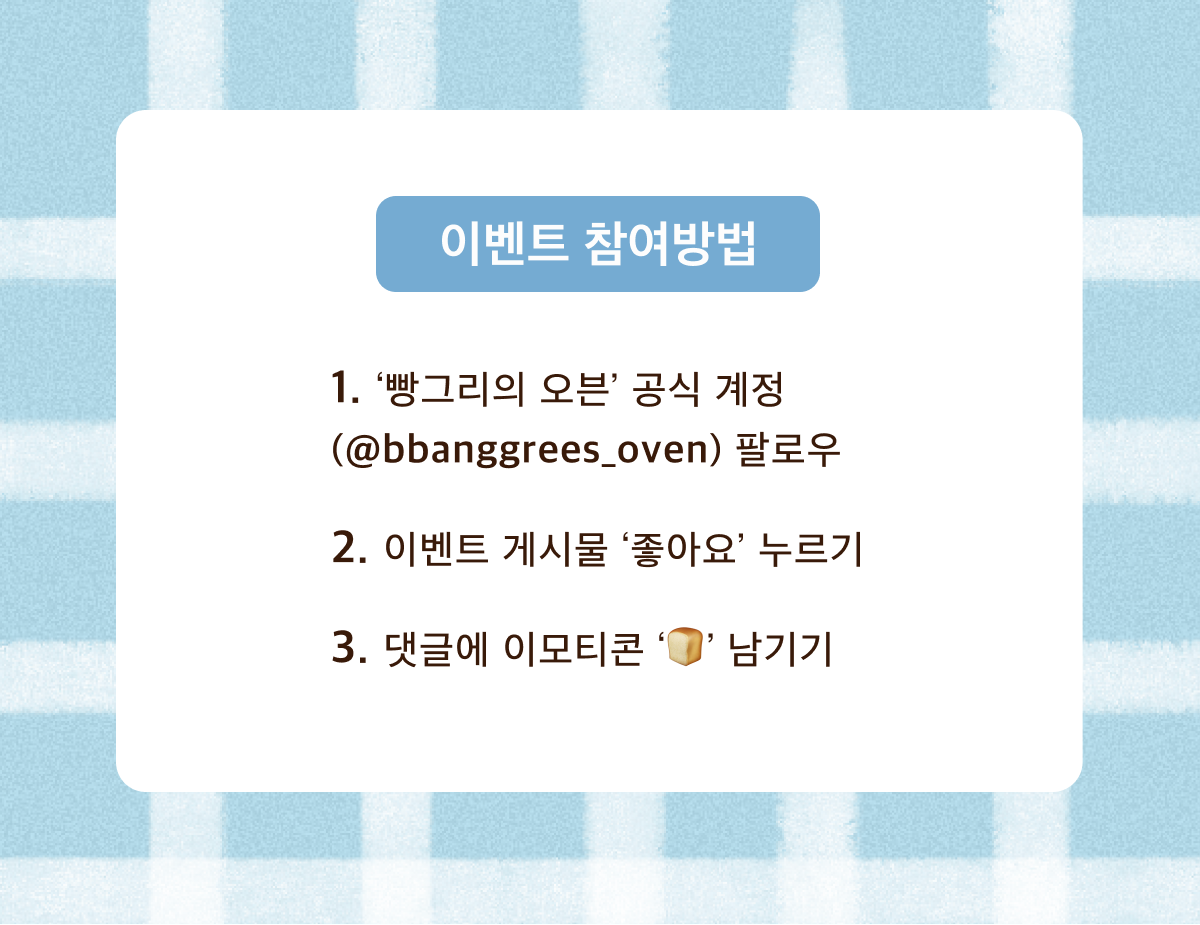 이벤트 참여방법
1. ‘빵그리의 오븐’ 공식 계정
(@bbanggrees_oven) 팔로우
2. 이벤트 게시물 ‘좋아요’ 누르기
3. 댓글에 이모티콘 ‘🍞’ 남기기